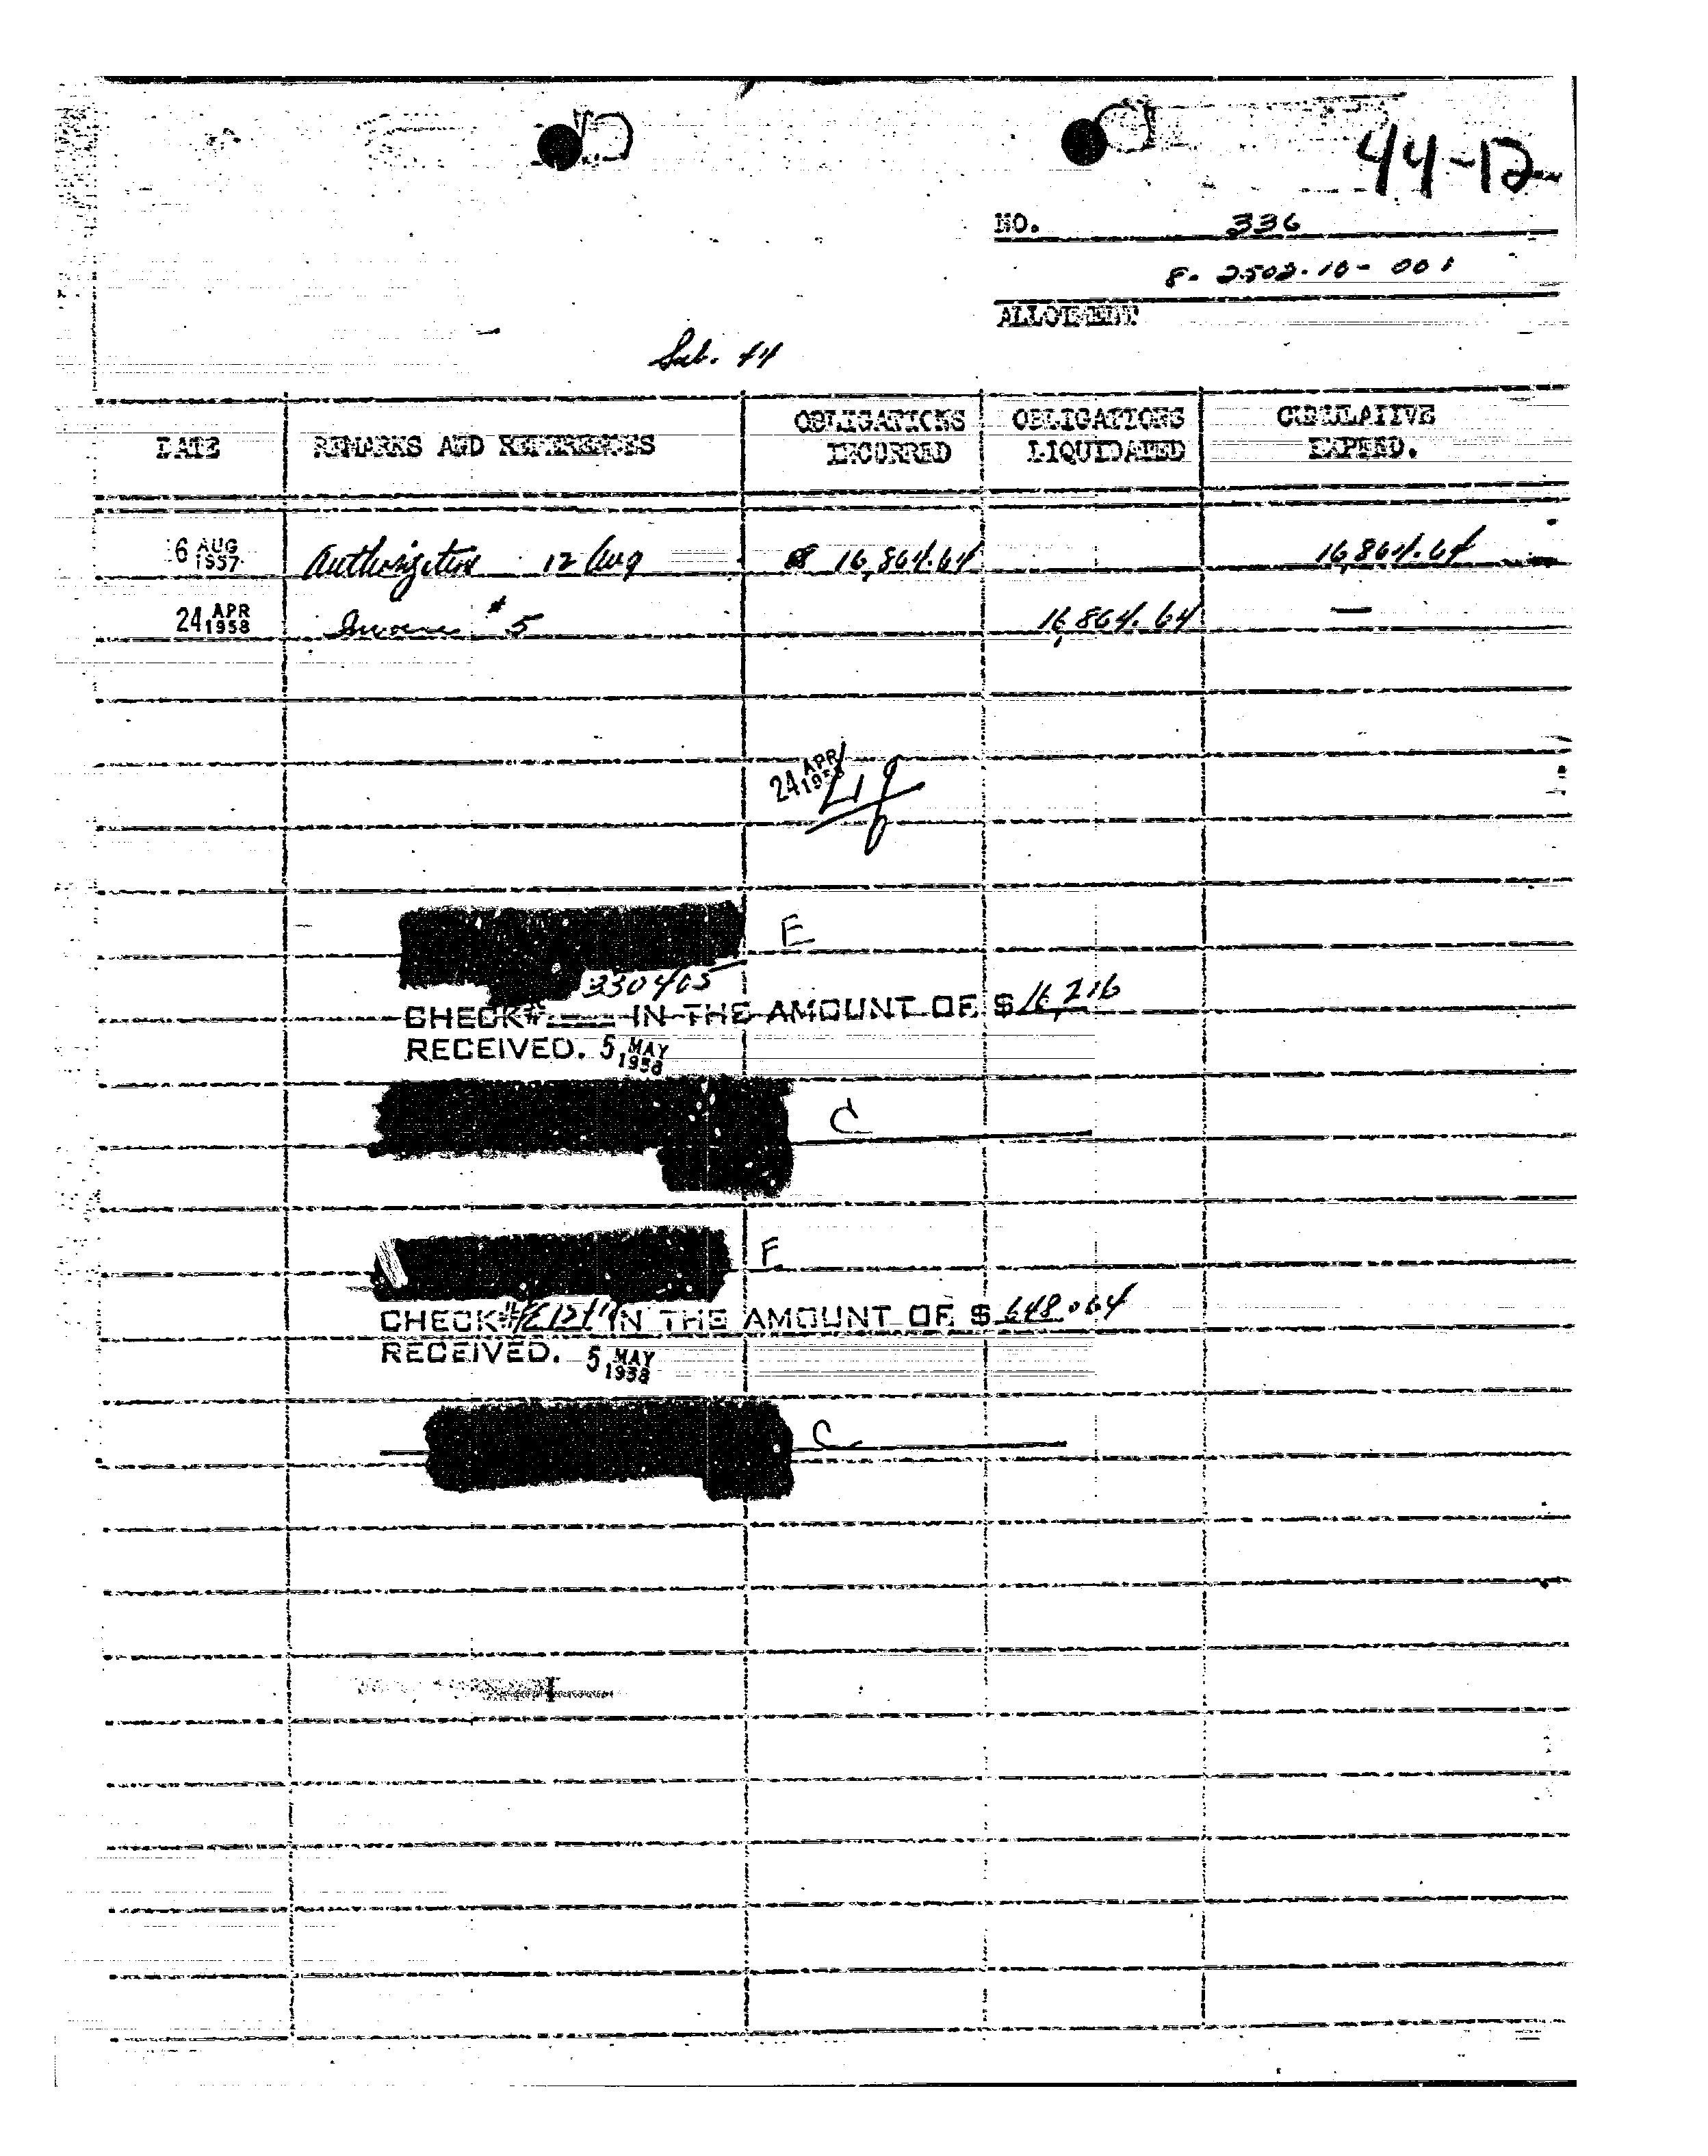 44-12
NO. 336
8- 2502-10-001
ALLOTMENT
Sub. 44
DATE REMARKS AND REFERENCES OBLIGATIONS INCURRED OBLIGATIONS LIQUIDATED CUMULATIVE EXPEND.
6 AUG 1957 Authorization 12 Aug 16,864.64 16,864.64
24 APR 1958 Invoice #5 16,864.64 —
24 APR 1958
E
330405
CHECK# IN THE AMOUNT OF $ 16,216
RECEIVED. 5 MAY 1958
C
F
CHECK# IN THE AMOUNT OF $ 648.64
RECEIVED. 5 MAY 1958
C